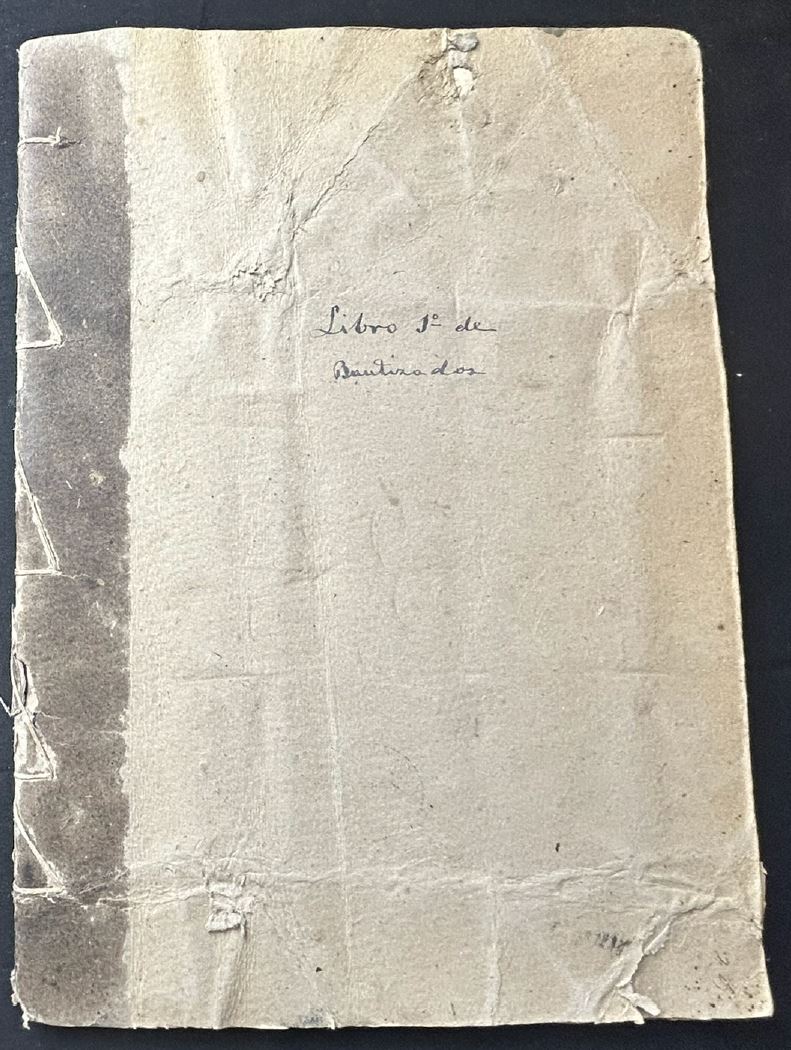 Libro 1º de
Bautizados